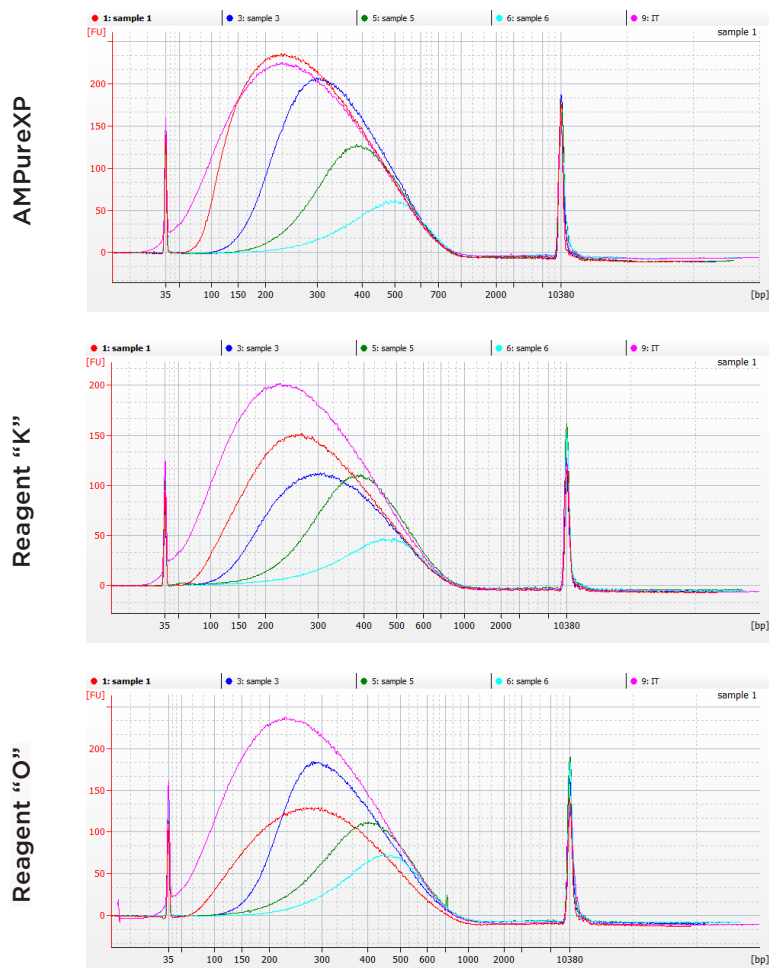 AMPureXP
1: sample 1 3: sample 3 5: sample 5 6: sample 6 9: IT
[FU] sample 1
200
150
100
50
0
35 100 150 200 300 400 500 700 2000 10380 [bp]
Reagent “K”
1: sample 1 3: sample 3 5: sample 5 6: sample 6 9: IT
[FU] sample 1
200
150
100
50
0
35 100 150 200 300 400 500 600 1000 2000 10380 [bp]
Reagent “O”
1: sample 1 3: sample 3 5: sample 5 6: sample 6 9: IT
[FU] sample 1
200
150
100
50
0
35 100 150 200 300 400 500 600 1000 2000 10380 [bp]